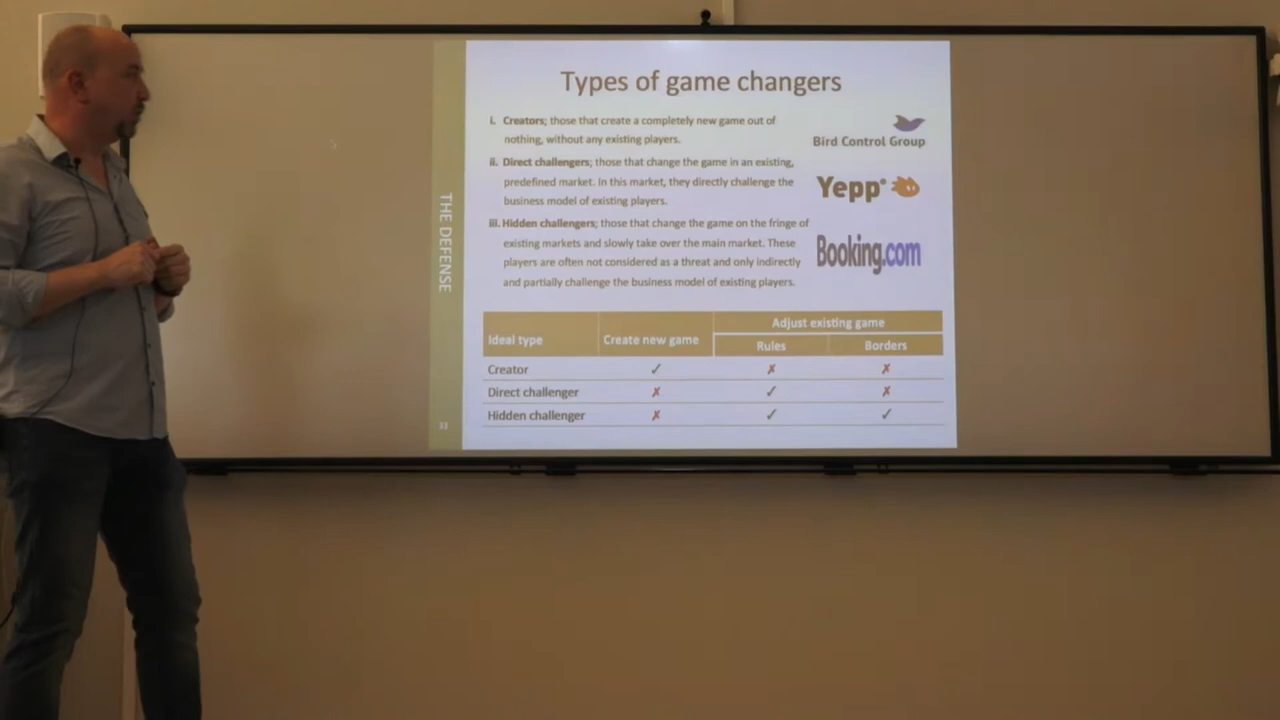 Types of game changers
i. Creators; those that create a completely new game out of
nothing, without any existing players.
Bird Control Group
ii. Direct challengers; those that change the game in an existing,
predefined market. In this market, they directly challenge the
business model of existing players.
Yepp®
iii. Hidden challengers; those that change the game on the fringe of
existing markets and slowly take over the main market. These
players are often not considered as a threat and only indirectly
and partially challenge the business model of existing players.
Booking.com
THE DEFENSE
Ideal type Create new game Adjust existing game
Rules Borders
Creator ✓ ✗ ✗
Direct challenger ✗ ✓ ✗
Hidden challenger ✗ ✓ ✓
33